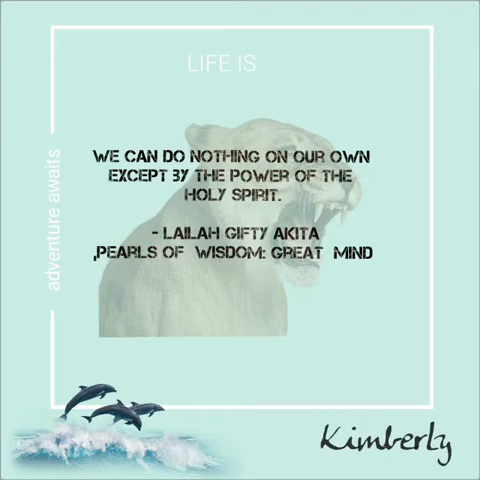 LIFE IS
adventure awaits
WE CAN DO NOTHING ON OUR OWN
EXCEPT BY THE POWER OF THE
HOLY SPIRIT.
- LAILAH GIFTY AKITA
,PEARLS OF WISDOM: GREAT MIND
Kimberly